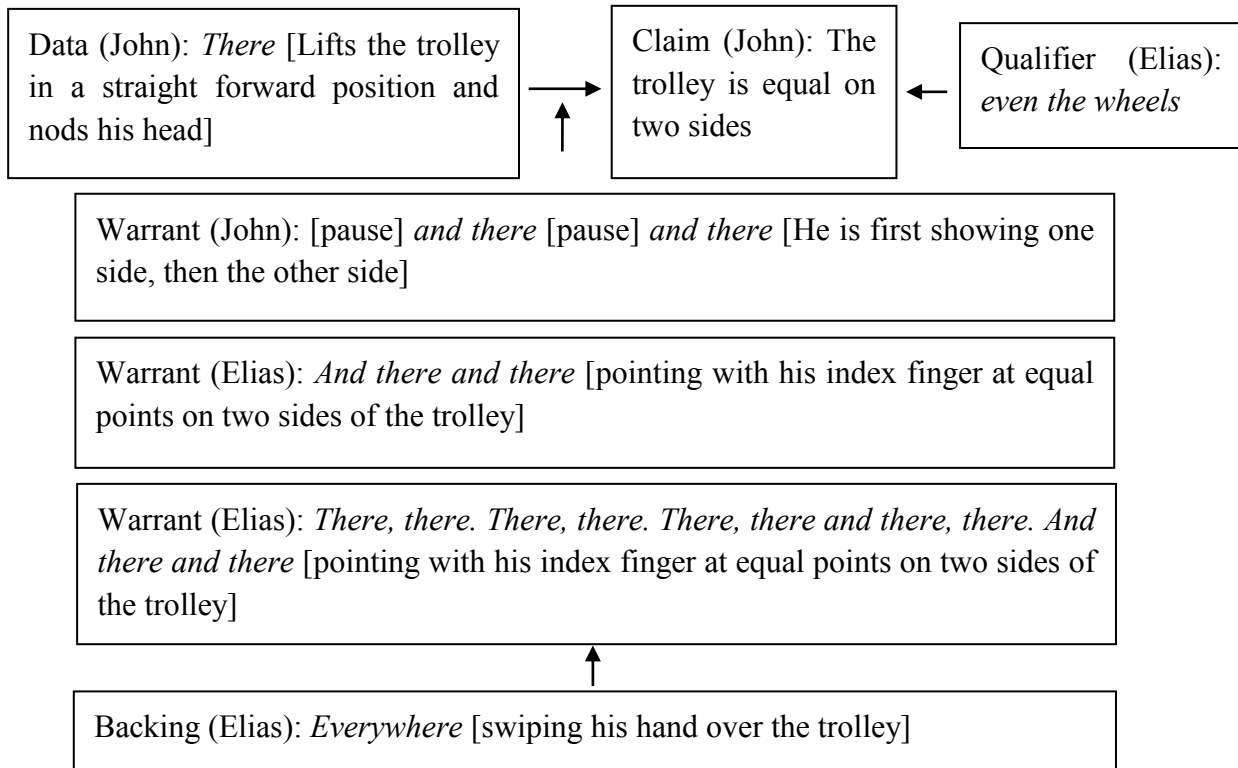 Data (John): There [Lifts the trolley
in a straight forward position and
nods his head]
Claim (John): The
trolley is equal on
two sides
Qualifier (Elias):
even the wheels
Warrant (John): [pause] and there [pause] and there [He is first showing one
side, then the other side]
Warrant (Elias): And there and there [pointing with his index finger at equal
points on two sides of the trolley]
Warrant (Elias): There, there. There, there. There, there and there, there. And
there and there [pointing with his index finger at equal points on two sides of
the trolley]
Backing (Elias): Everywhere [swiping his hand over the trolley]